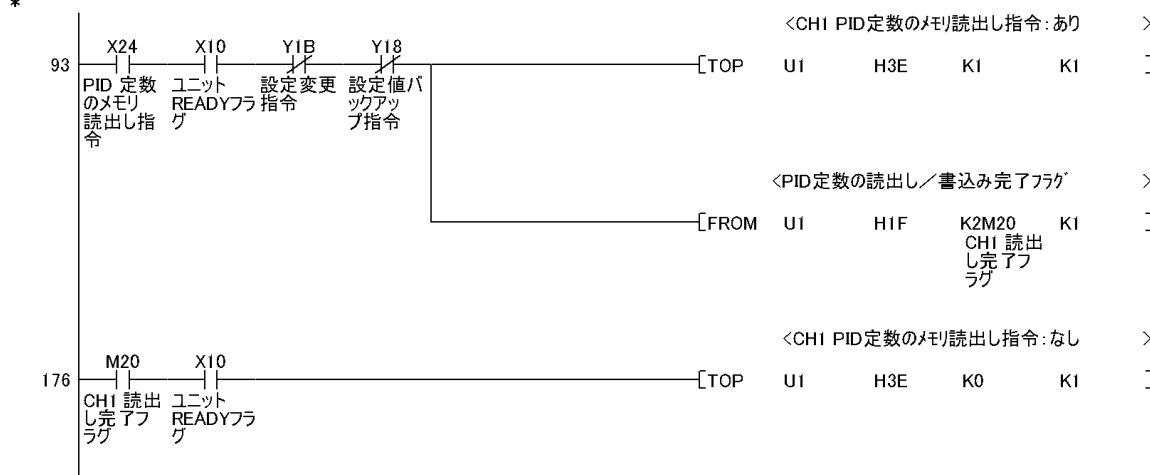 *
<CH1 PID定数のメモリ読出し指令:あり >
X24 X10 Y1B Y18
93 [TOP U1 H3E K1 K1 ]
PID 定数 ユニット 設定変更 設定値バ
のメモリ READYフラ 指令 ックアッ
読出し指 グ プ指令
令
<PID定数の読出し/書込み完了フラグ >
[FROM U1 H1F K2M20 K1 ]
CH1 読出
し完了フ
ラグ
<CH1 PID定数のメモリ読出し指令:なし >
M20 X10
176 [TOP U1 H3E K0 K1 ]
CH1 読出 ユニット
し完了フ READYフラ
ラグ グ